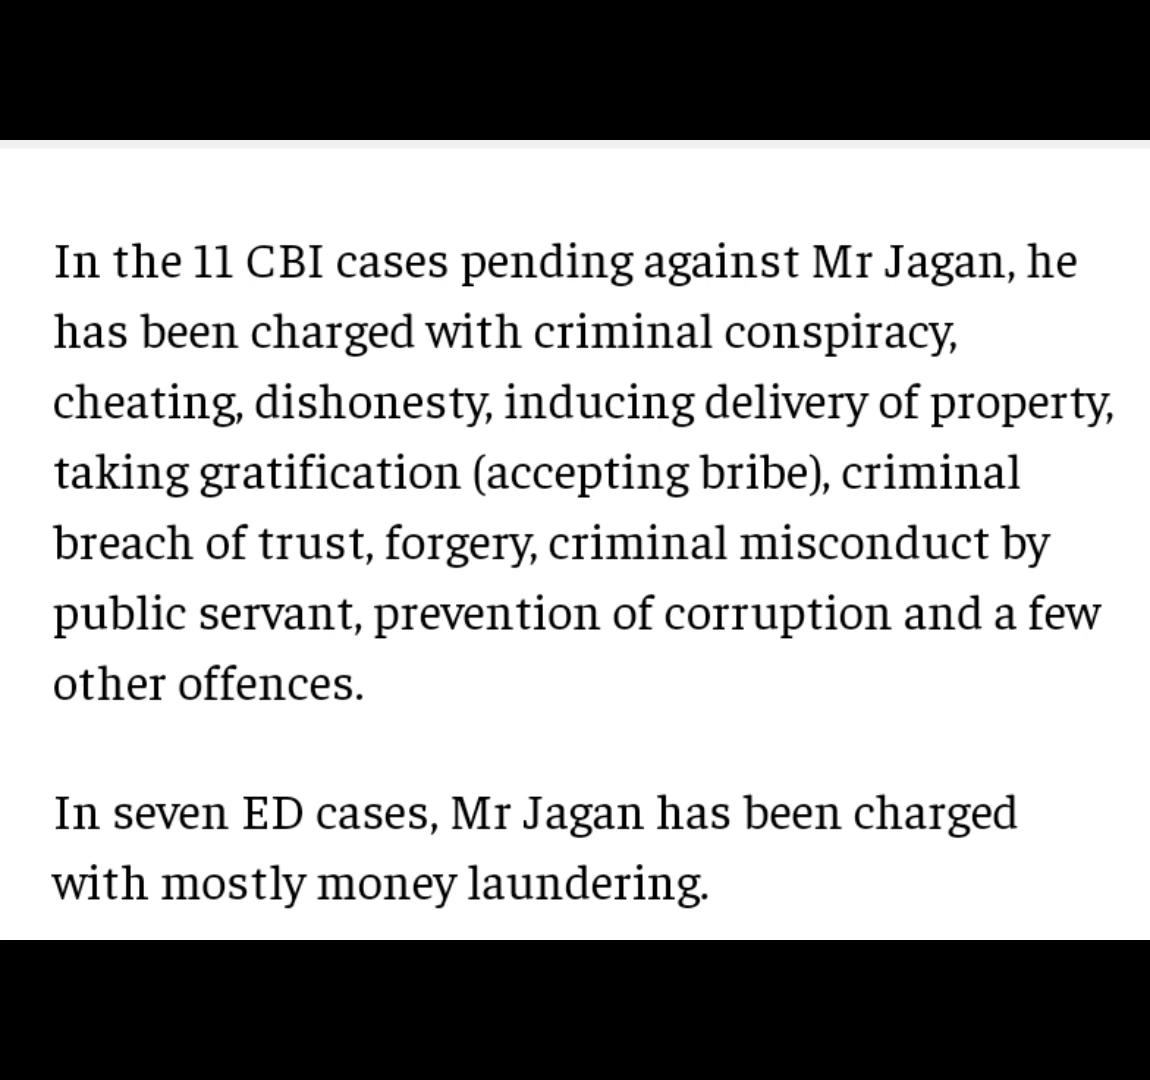 In the 11 CBI cases pending against Mr Jagan, he
has been charged with criminal conspiracy,
cheating, dishonesty, inducing delivery of property,
taking gratification (accepting bribe), criminal
breach of trust, forgery, criminal misconduct by
public servant, prevention of corruption and a few
other offences.
In seven ED cases, Mr Jagan has been charged
with mostly money laundering.